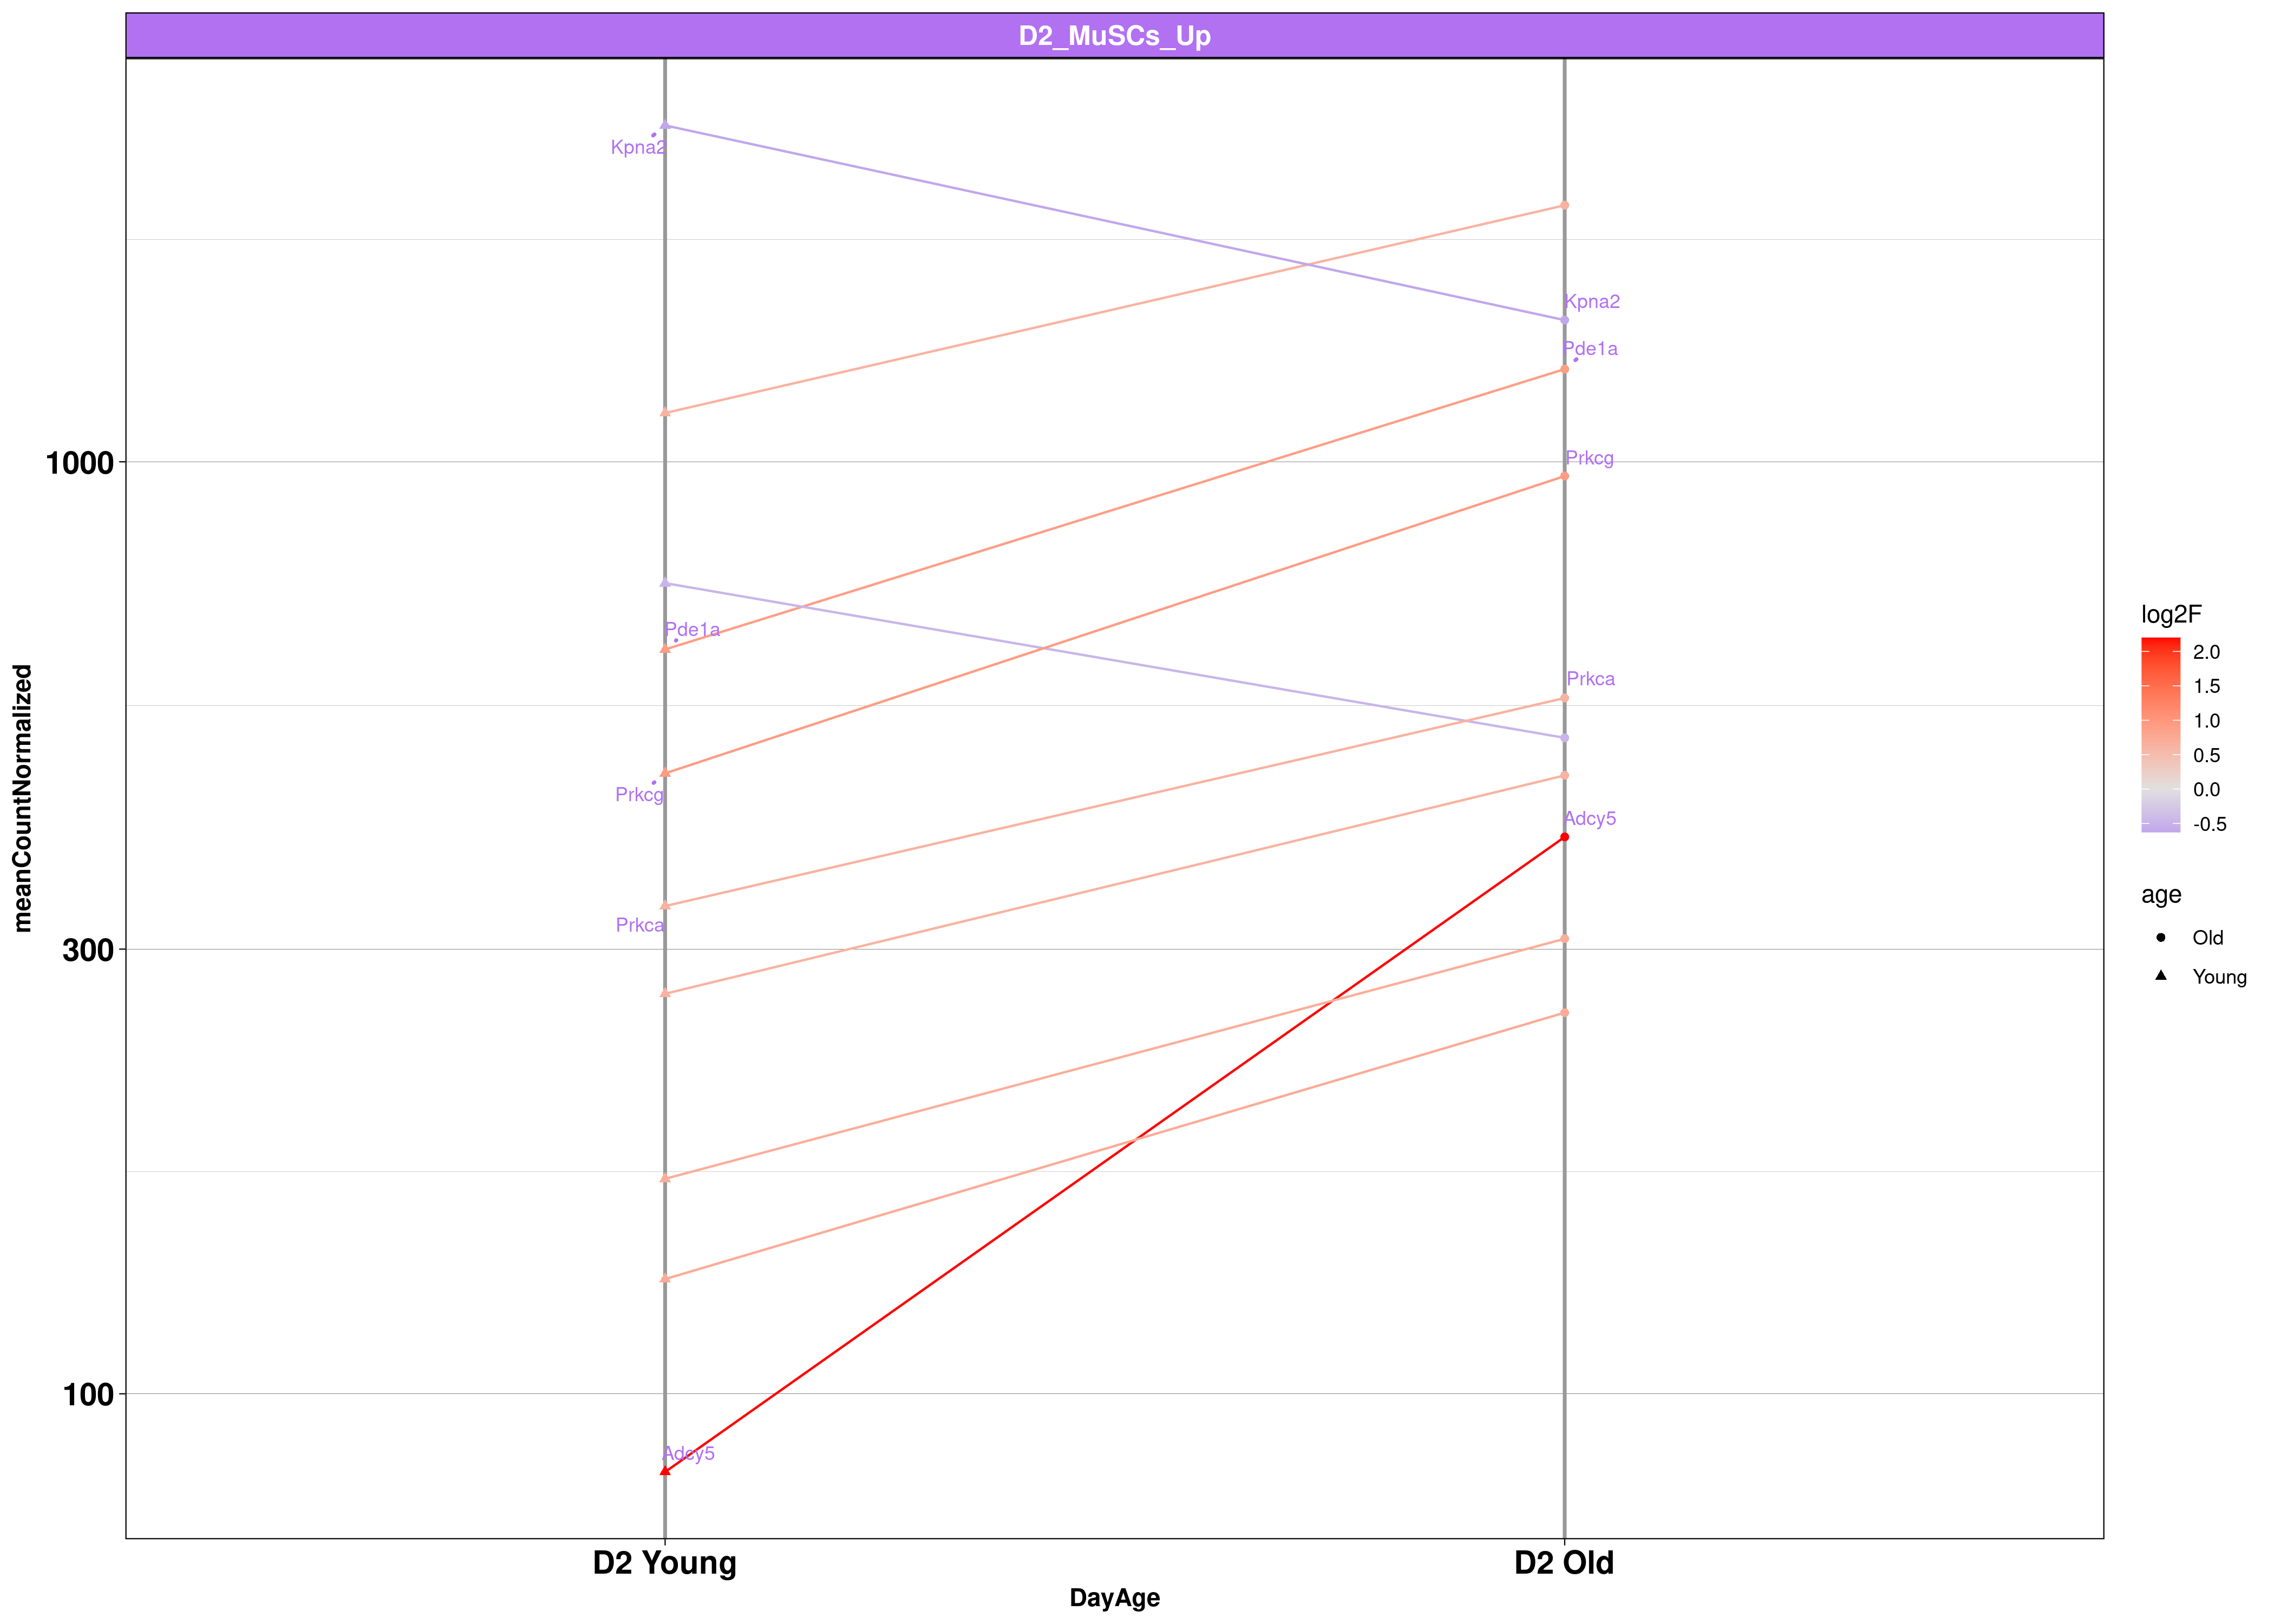 D2_MuSCs_Up
Kpna2
Kpna2
Pde1a
1000
Prkcg
Pde1a
Prkca
Prkcg
Adcy5
Prkca
300
100
Adcy5
meanCountNormalized
D2 Young
D2 Old
DayAge
log2F
2.0
1.5
1.0
0.5
0.0
-0.5
age
Old
Young